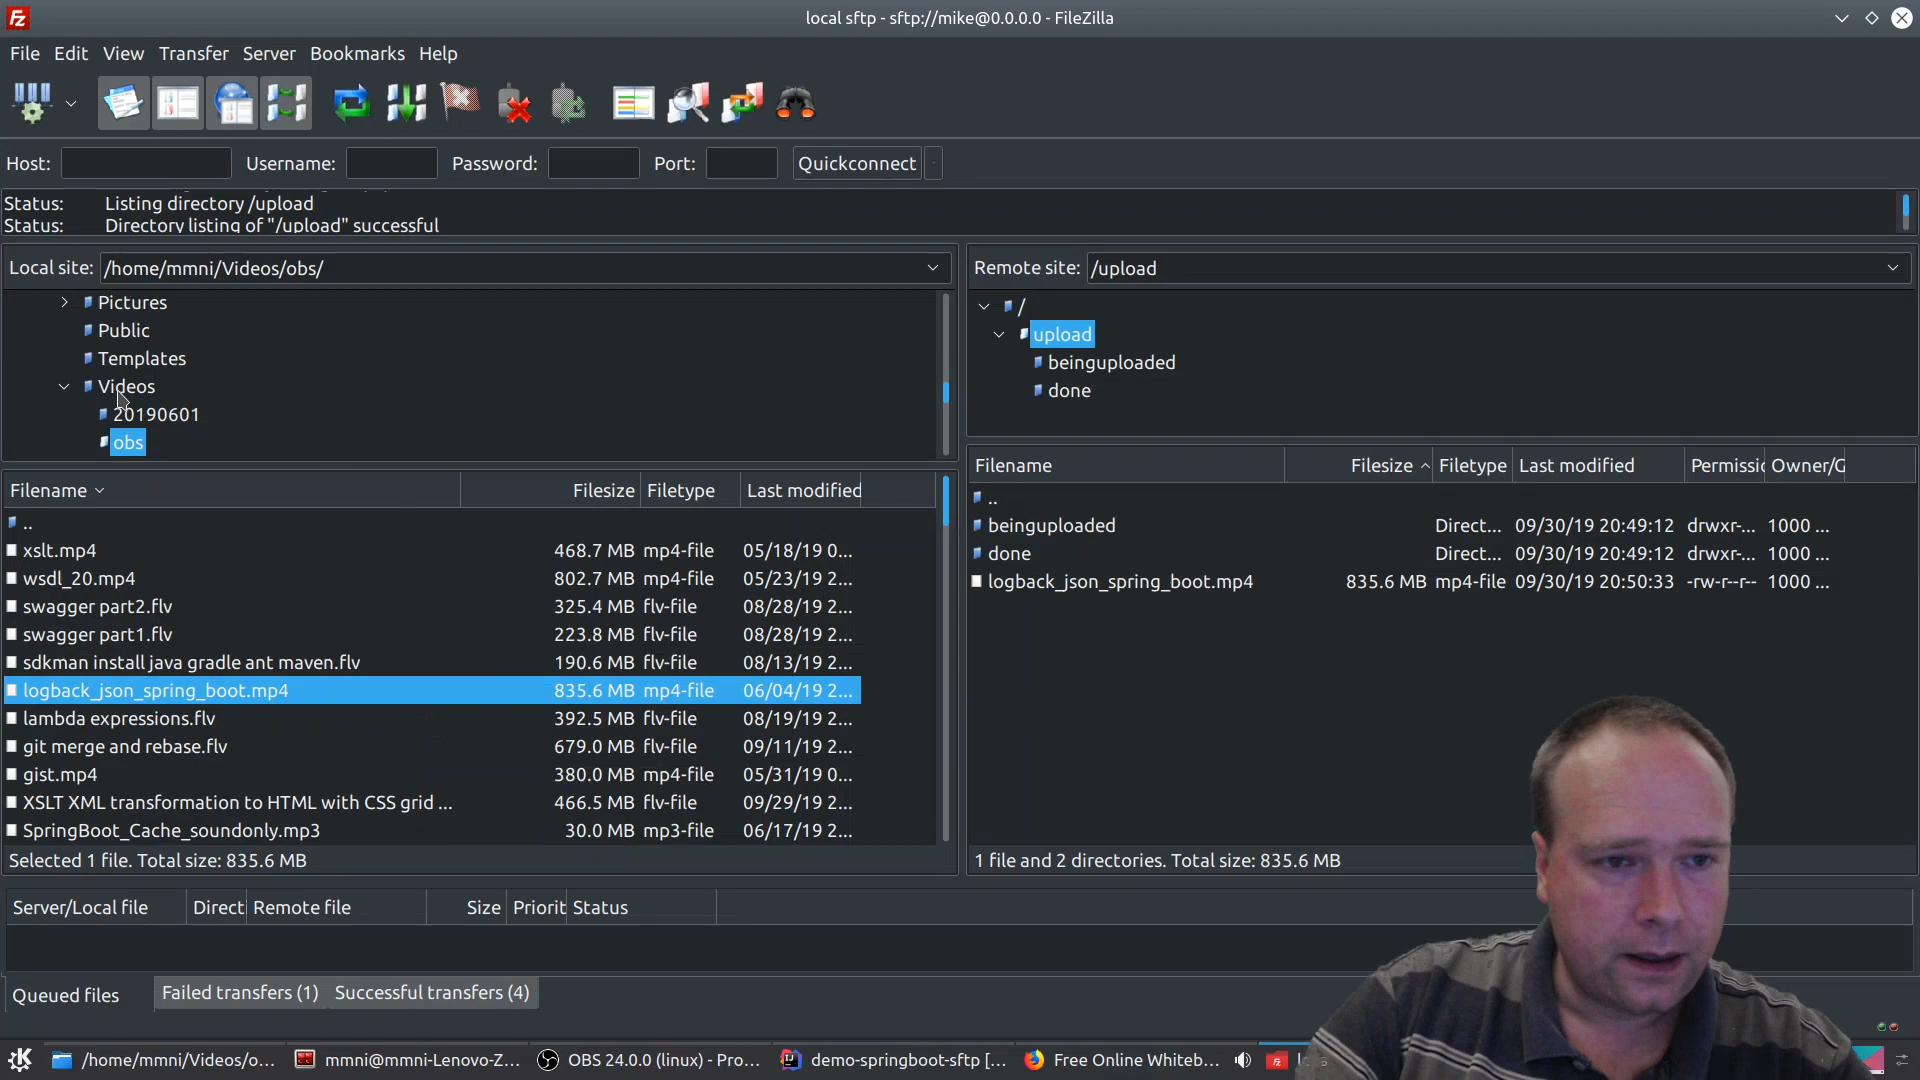 local sftp - sftp://mike@0.0.0.0 - FileZilla
File Edit View Transfer Server Bookmarks Help
Host: Username: Password: Port: Quickconnect
Status: Listing directory /upload
Status: Directory listing of "/upload" successful
Local site: /home/mmni/Videos/obs/
Pictures
Public
Templates
Videos
20190601
obs
Filename Filesize Filetype Last modified
..
xslt.mp4 468.7 MB mp4-file 05/18/19 0...
wsdl_20.mp4 802.7 MB mp4-file 05/23/19 2...
swagger part2.flv 325.4 MB flv-file 08/28/19 2...
swagger part1.flv 223.8 MB flv-file 08/28/19 2...
sdkman install java gradle ant maven.flv 190.6 MB flv-file 08/13/19 2...
logback_json_spring_boot.mp4 835.6 MB mp4-file 06/04/19 2...
lambda expressions.flv 392.5 MB flv-file 08/19/19 2...
git merge and rebase.flv 679.0 MB flv-file 09/11/19 2...
gist.mp4 380.0 MB mp4-file 05/31/19 0...
XSLT XML transformation to HTML with CSS grid ... 466.5 MB flv-file 09/29/19 2...
SpringBoot_Cache_soundonly.mp3 30.0 MB mp3-file 06/17/19 2...
Selected 1 file. Total size: 835.6 MB
Remote site: /upload
/
upload
beinguploaded
done
Filename Filesize Filetype Last modified Permissio Owner/G
..
beinguploaded Direct... 09/30/19 20:49:12 drwxr-... 1000 ...
done Direct... 09/30/19 20:49:12 drwxr-... 1000 ...
logback_json_spring_boot.mp4 835.6 MB mp4-file 09/30/19 20:50:33 -rw-r--r-- 1000 ...
1 file and 2 directories. Total size: 835.6 MB
Server/Local file Direct Remote file Size Priorit Status
Queued files Failed transfers (1) Successful transfers (4)
/home/mmni/Videos/o... mmni@mmni-Lenovo-Z... OBS 24.0.0 (linux) - Pro... demo-springboot-sftp [... Free Online Whiteb...